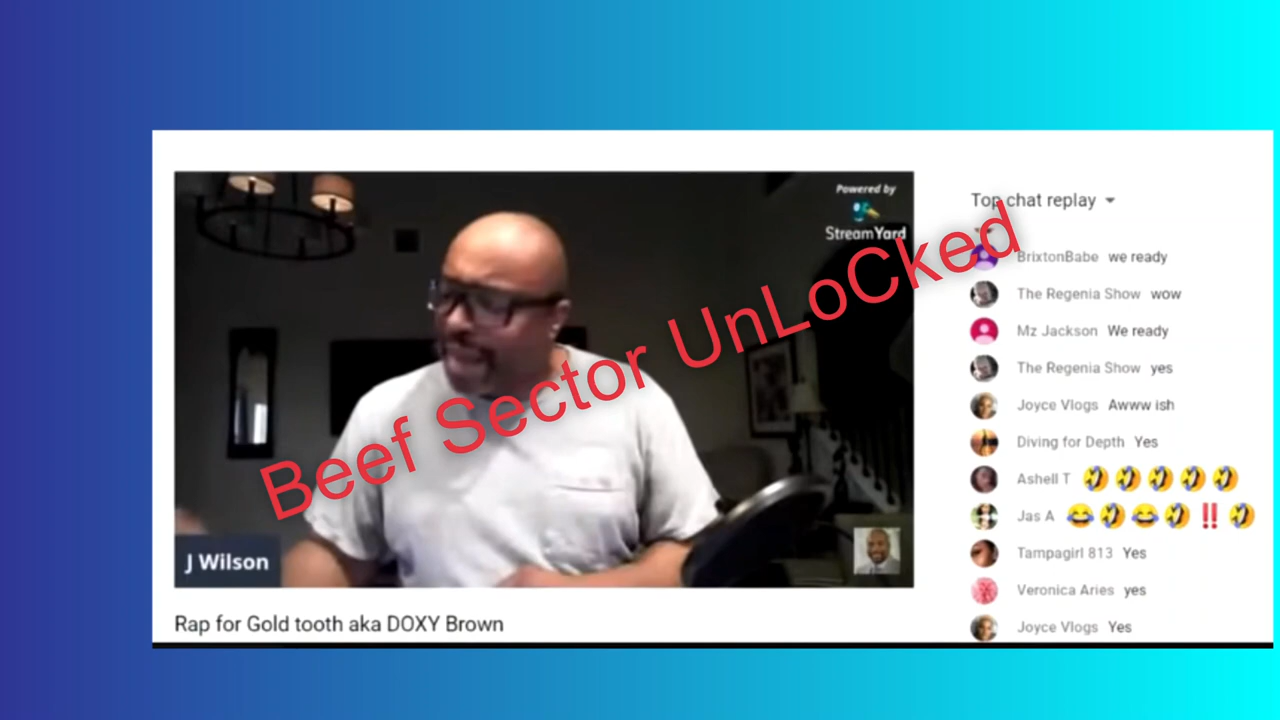 Powered by
StreamYard
Beef Sector UnLoCked
J Wilson
Rap for Gold tooth aka DOXY Brown
Top chat replay
BrixtonBabe we ready
The Regenia Show wow
Mz Jackson We ready
The Regenia Show yes
Joyce Vlogs Awww ish
Diving for Depth Yes
Ashell T 🤣🤣🤣🤣🤣
Jas A 😂🤣😂🤣‼️🤣
Tampagirl 813 Yes
Veronica Aries yes
Joyce Vlogs Yes